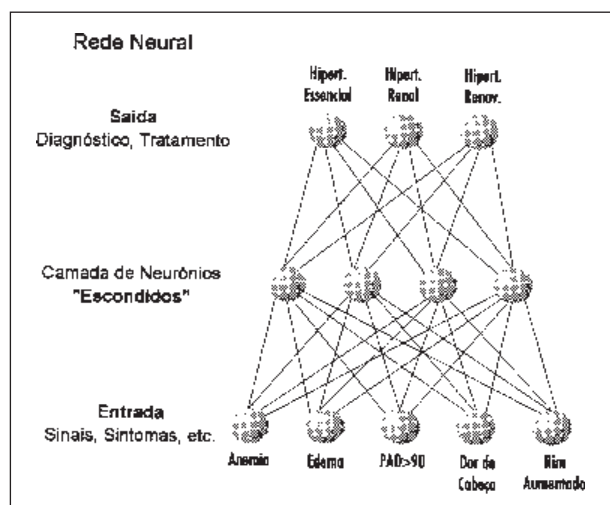 Rede Neural
Hipert.
Essencial
Hipert.
Renal
Hipert.
Renov.
Saída
Diagnóstico, Tratamento
Camada de Neurônios
"Escondidos"
Entrada
Sinais, Sintomas, etc.
Anemia
Edema
PAD>90
Dor de
Cabeça
Rim
Aumentado